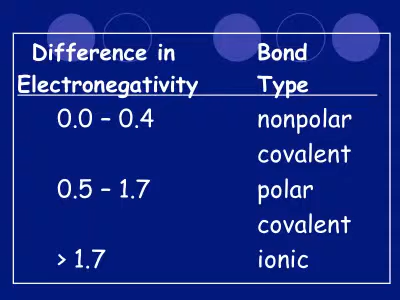 Difference in Bond
Electronegativity Type
0.0 – 0.4 nonpolar
covalent
0.5 – 1.7 polar
covalent
> 1.7 ionic